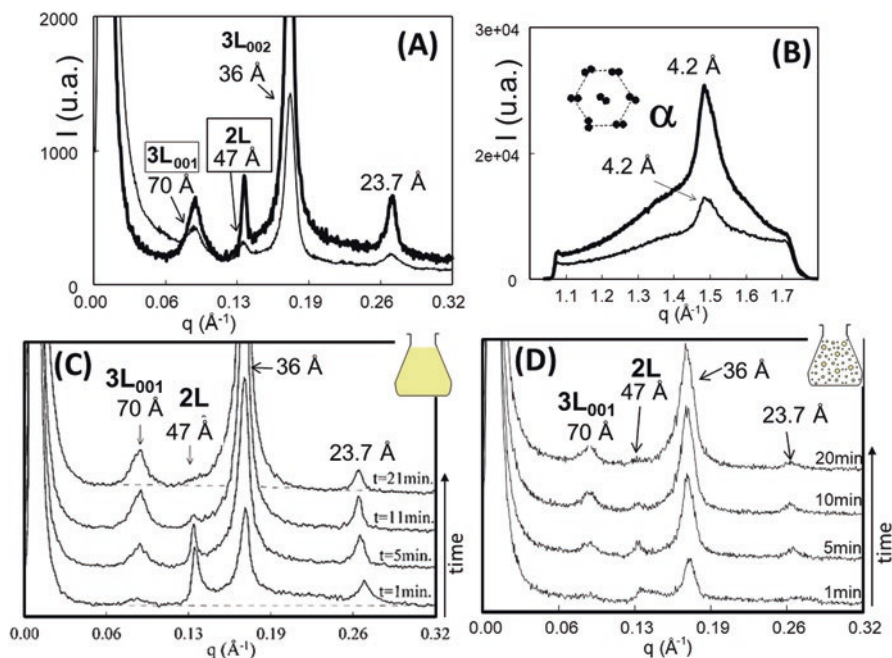 (A)
2000
1000
0
I (u.a.)
3L002
36 Å
3L001
70 Å
2L
47 Å
23.7 Å
0.00 0.06 0.13 0.19 0.26 0.32
q (Å-1)
(B)
3e+04
2e+04
0
I (u.a.)
4.2 Å
α
4.2 Å
1.1 1.2 1.3 1.4 1.5 1.6 1.7
q (Å-1)
(C)
3L001
70 Å
2L
47 Å
36 Å
23.7 Å
t=21min.
t=11min.
t=5min.
t=1min.
time
0.00 0.06 0.13 0.19 0.26 0.32
q (Å-1)
(D)
3L001
70 Å
2L
47 Å
36 Å
23.7 Å
20min
10min
5min
1min
time
0.00 0.06 0.13 0.19 0.26 0.32
q (Å-1)